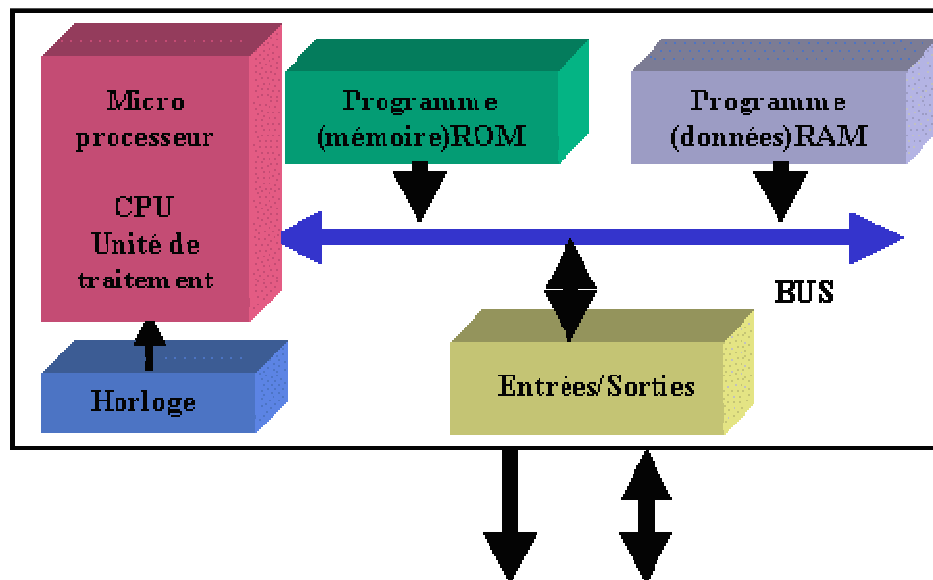 Micro
processeur
CPU
Unité de
traitement
Programme
(mémoire)ROM
Programme
(données)RAM
BUS
Horloge
Entrées/Sorties